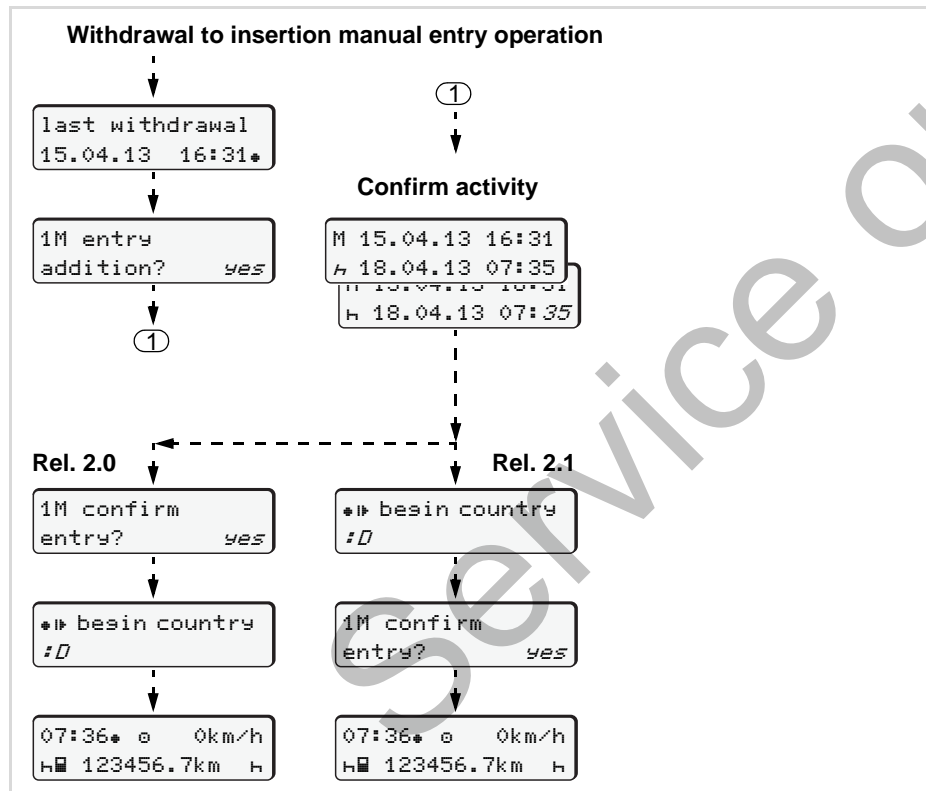 Withdrawal to insertion manual entry operation
last withdrawal
15.04.13 16:31
1M entry
addition? yes
1
1
Confirm activity
M 15.04.13 16:31
18.04.13 07:35
18.04.13 07:35
Rel. 2.0
1M confirm
entry? yes
begin country
:D
07:36 0km/h
123456.7km
Rel. 2.1
begin country
:D
1M confirm
entry? yes
07:36 0km/h
123456.7km
Service